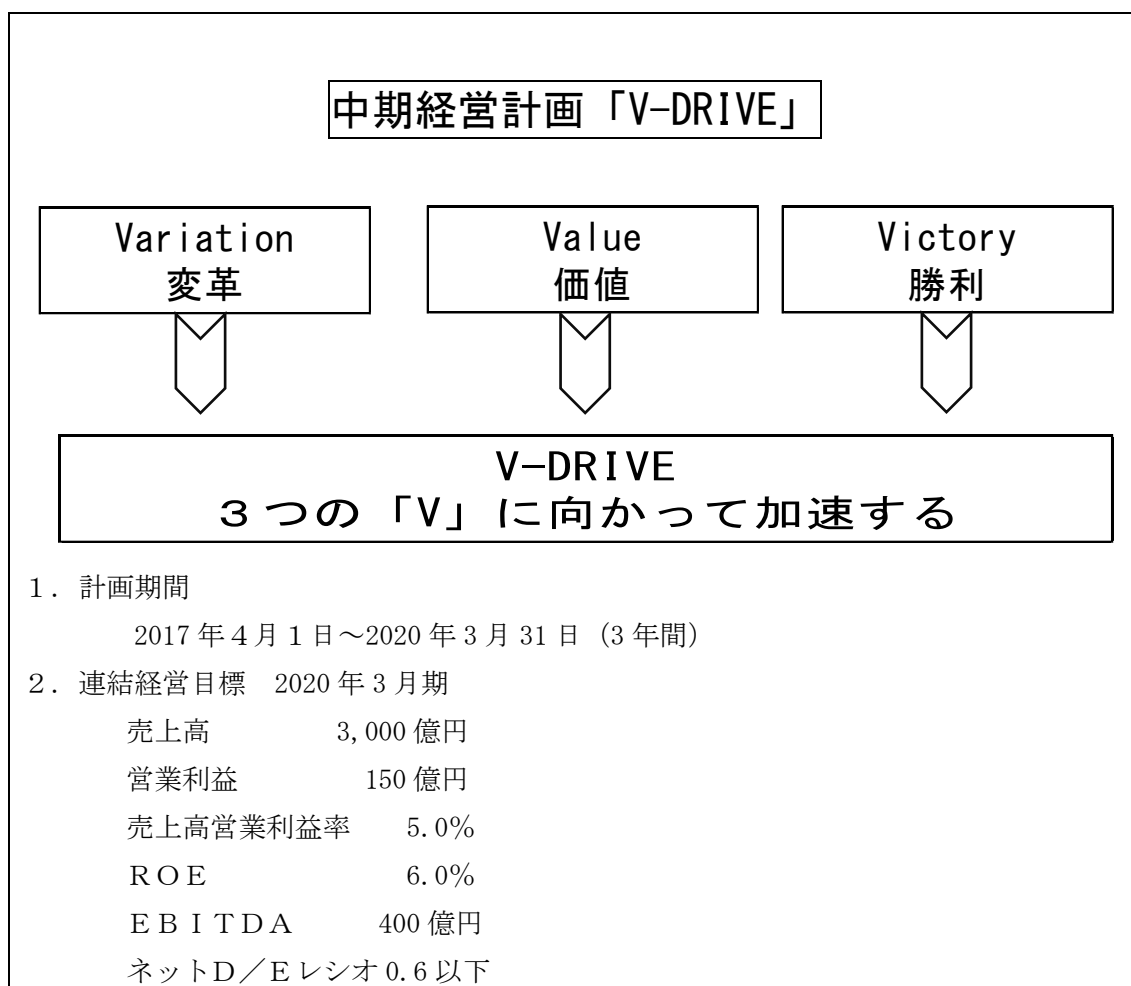 中期経営計画「V-DRIVE」
Variation
変革
Value
価値
Victory
勝利
V-DRIVE
３つの「V」に向かって加速する
１．計画期間
2017年４月１日～2020年３月31日（3年間）
２．連結経営目標　2020年３月期
売上高　3,000億円
営業利益　150億円
売上高営業利益率　5.0％
ＲＯＥ　6.0％
ＥＢＩＴＤＡ　400億円
ネットＤ／Ｅレシオ0.6以下